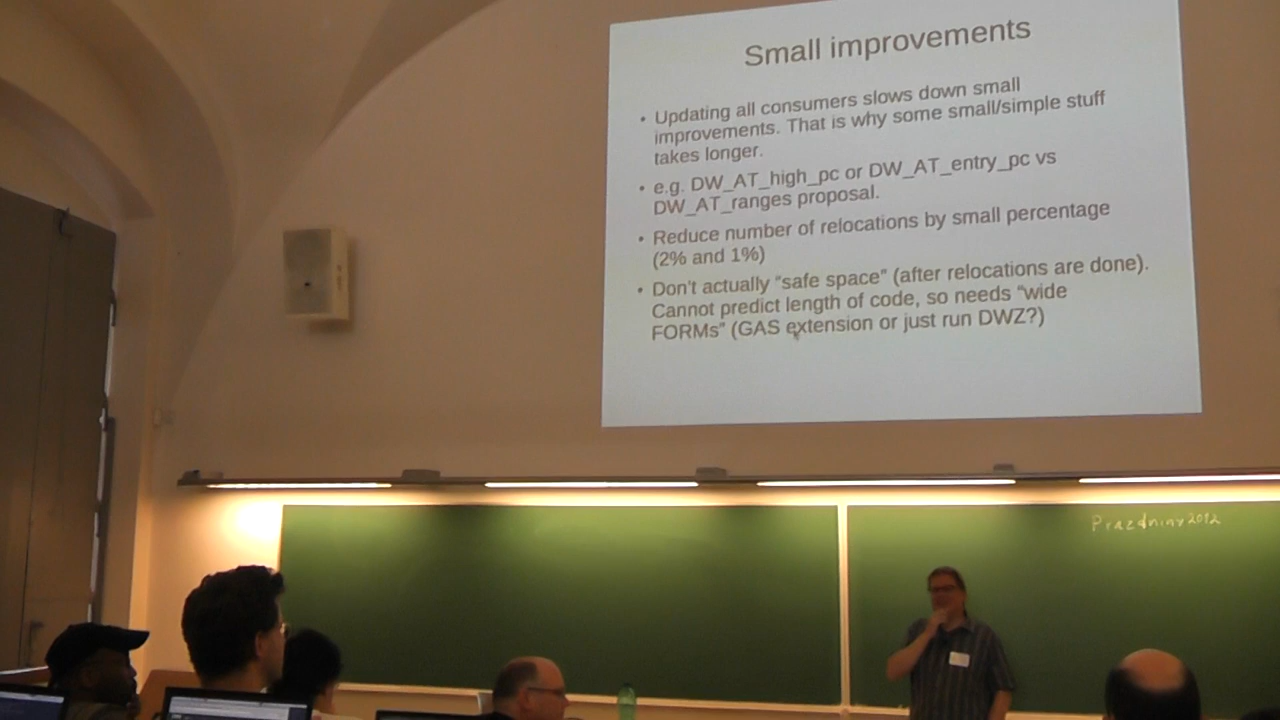 Small improvements
• Updating all consumers slows down small
improvements. That is why some small/simple stuff
takes longer.
• e.g. DW_AT_high_pc or DW_AT_entry_pc vs
DW_AT_ranges proposal.
• Reduce number of relocations by small percentage
(2% and 1%)
• Don't actually "safe space" (after relocations are done).
Cannot predict length of code, so needs "wide
FORMs" (GAS extension or just run DWZ?)
Prazdniny 2012